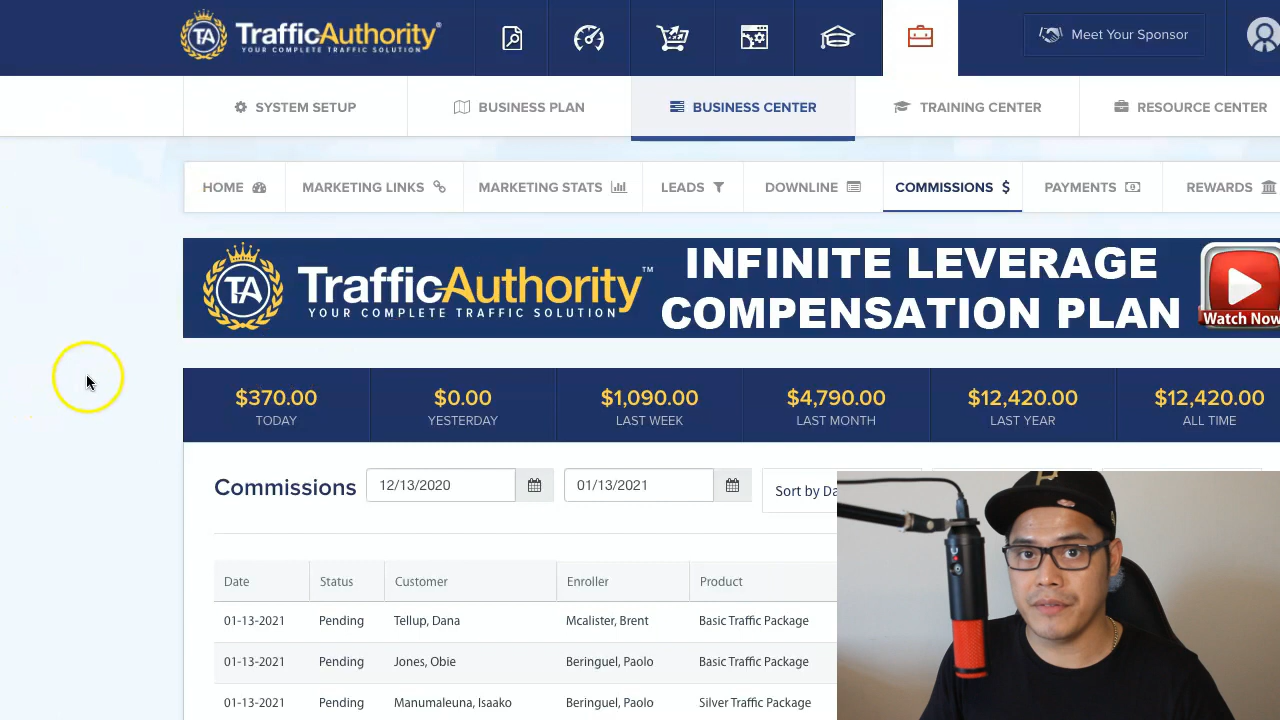 TA TrafficAuthority®
YOUR COMPLETE TRAFFIC SOLUTION
Meet Your Sponsor
SYSTEM SETUP BUSINESS PLAN BUSINESS CENTER TRAINING CENTER RESOURCE CENTER
HOME MARKETING LINKS MARKETING STATS LEADS DOWNLINE COMMISSIONS $ PAYMENTS REWARDS
TA TrafficAuthority™
YOUR COMPLETE TRAFFIC SOLUTION
INFINITE LEVERAGE
COMPENSATION PLAN
Watch Now
$370.00 $0.00 $1,090.00 $4,790.00 $12,420.00 $12,420.00
TODAY YESTERDAY LAST WEEK LAST MONTH LAST YEAR ALL TIME
Commissions 12/13/2020 01/13/2021 Sort by Da
Date Status Customer Enroller Product
01-13-2021 Pending Tellup, Dana Mcalister, Brent Basic Traffic Package
01-13-2021 Pending Jones, Obie Beringuel, Paolo Basic Traffic Package
01-13-2021 Pending Manumaleuna, Isaako Beringuel, Paolo Silver Traffic Package